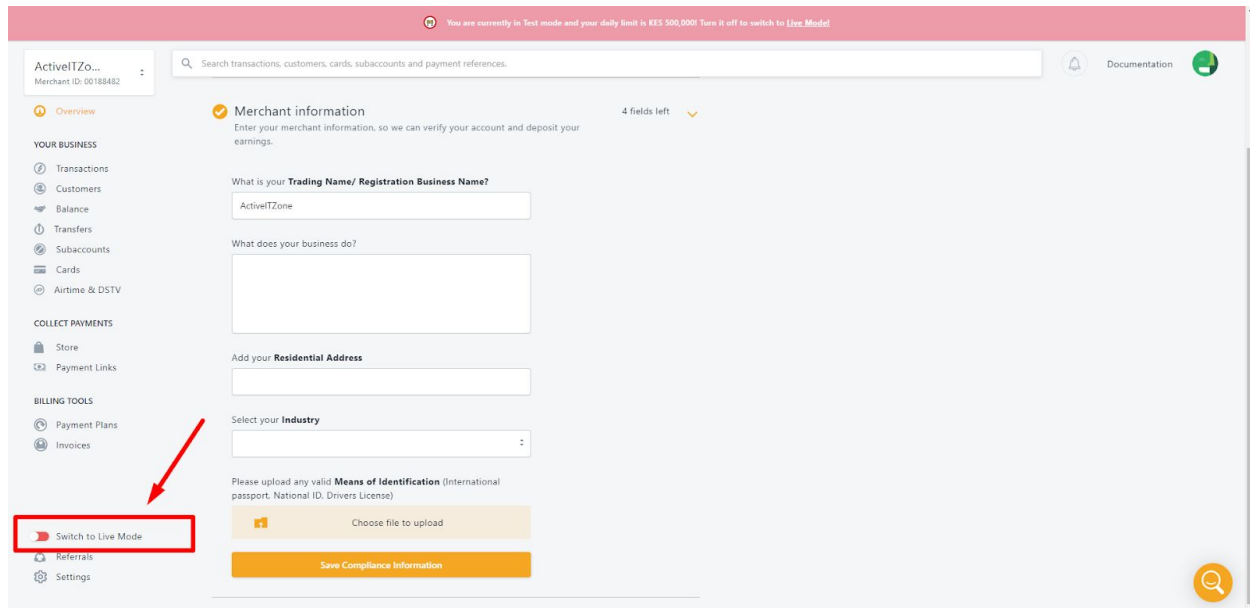 You are currently in Test mode and your daily limit is KES 500,000! Turn it off to switch to Live Mode!
ActiveITZo...
Merchant ID: 00188482
Search transactions, customers, cards, subaccounts and payment references.
Documentation
Overview
YOUR BUSINESS
Transactions
Customers
Balance
Transfers
Subaccounts
Cards
Airtime & DSTV
COLLECT PAYMENTS
Store
Payment Links
BILLING TOOLS
Payment Plans
Invoices
Switch to Live Mode
Referrals
Settings
Merchant information
4 fields left
Enter your merchant information, so we can verify your account and deposit your
earnings.
What is your Trading Name/ Registration Business Name?
ActiveITZone
What does your business do?
Add your Residential Address
Select your Industry
Please upload any valid Means of Identification (International
passport, National ID, Drivers License)
Choose file to upload
Save Compliance Information